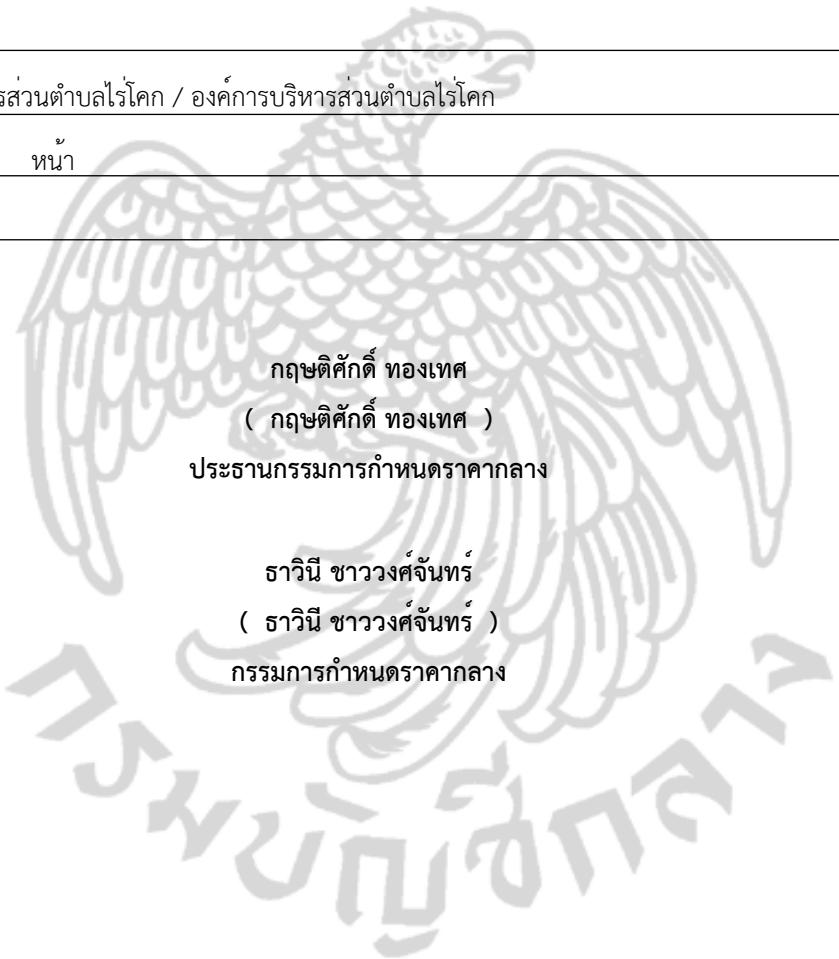 รส่วนตำบลไร่โคก / องค์การบริหารส่วนตำบลไร่โคก
หน้า
กฤษติศักดิ์ ทองเทศ
( กฤษติศักดิ์ ทองเทศ )
ประธานกรรมการกำหนดราคากลาง
ธาวินี ชาววงศ์จันทร์
( ธาวินี ชาววงศ์จันทร์ )
กรรมการกำหนดราคากลาง
กรมบัญชีกลาง